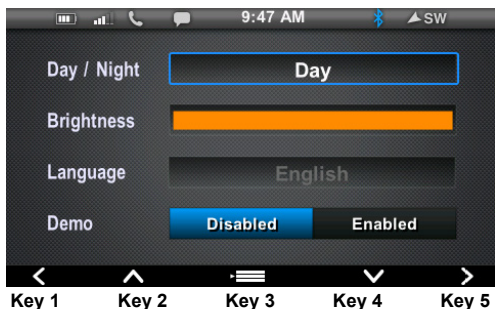 9:47 AM SW
Day / Night Day
Brightness
Language English
Demo Disabled Enabled
Key 1 Key 2 Key 3 Key 4 Key 5